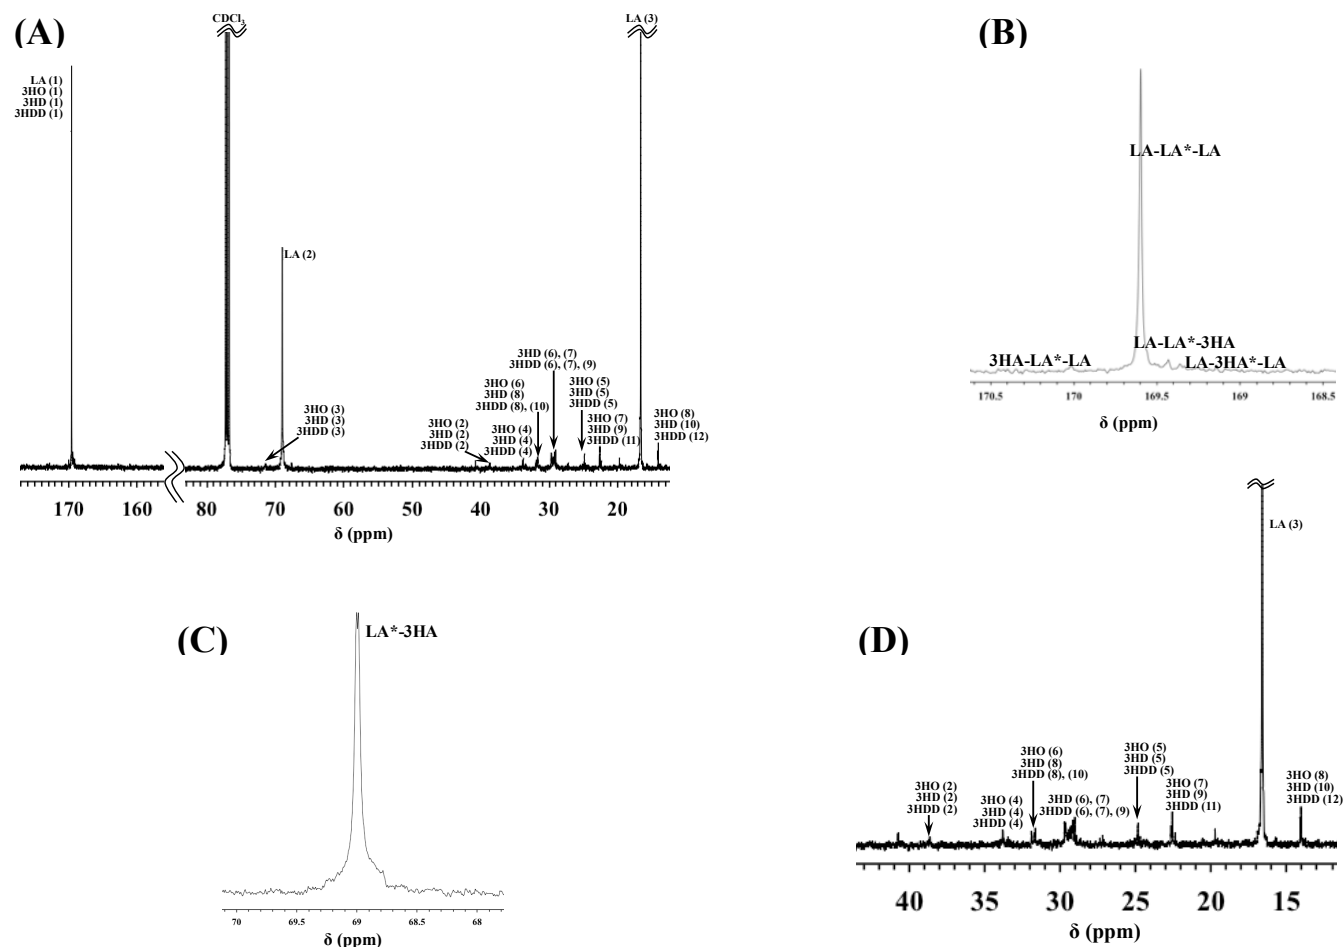 (A)
CDCl3
LA (3)
LA (1)
3HO (1)
3HD (1)
3HDD (1)
LA (2)
3HO (3)
3HD (3)
3HDD (3)
3HO (2)
3HD (2)
3HDD (2)
3HO (4)
3HD (4)
3HDD (4)
3HO (6)
3HD (8)
3HDD (8), (10)
3HD (6), (7)
3HDD (6), (7), (9)
3HO (5)
3HD (5)
3HDD (5)
3HO (7)
3HD (9)
3HDD (11)
3HO (8)
3HD (10)
3HDD (12)
170 160 80 70 60 50 40 30 20
δ (ppm)
(B)
LA-LA*-LA
LA-LA*-3HA
3HA-LA*-LA
LA-3HA*-LA
170.5 170 169.5 169 168.5
δ (ppm)
(C)
LA*-3HA
70 69.5 69 68.5 68
δ (ppm)
(D)
LA (3)
3HO (2)
3HD (2)
3HDD (2)
3HO (4)
3HD (4)
3HDD (4)
3HO (6)
3HD (8)
3HDD (8), (10)
3HD (6), (7)
3HDD (6), (7), (9)
3HO (5)
3HD (5)
3HDD (5)
3HO (7)
3HD (9)
3HDD (11)
3HO (8)
3HD (10)
3HDD (12)
40 35 30 25 20 15
δ (ppm)